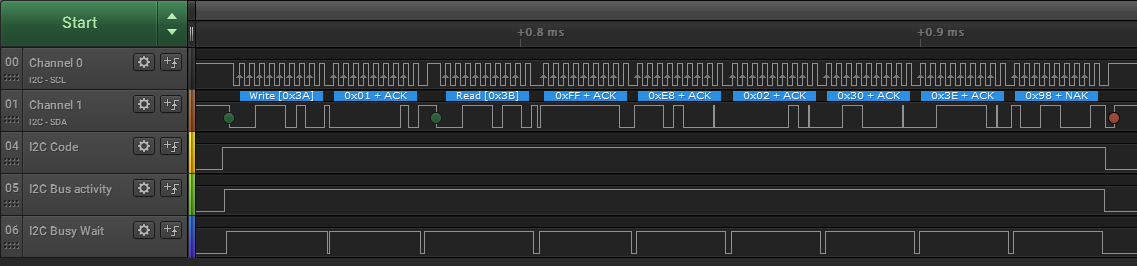 Start
+0.8 ms
+0.9 ms
00
Channel 0
I2C - SCL
Write [0x3A]
0x01 + ACK
Read [0x3B]
0xFF + ACK
0xE8 + ACK
0x02 + ACK
0x30 + ACK
0x3E + ACK
0x98 + NAK
01
Channel 1
I2C - SDA
04
I2C Code
05
I2C Bus activity
06
I2C Busy Wait